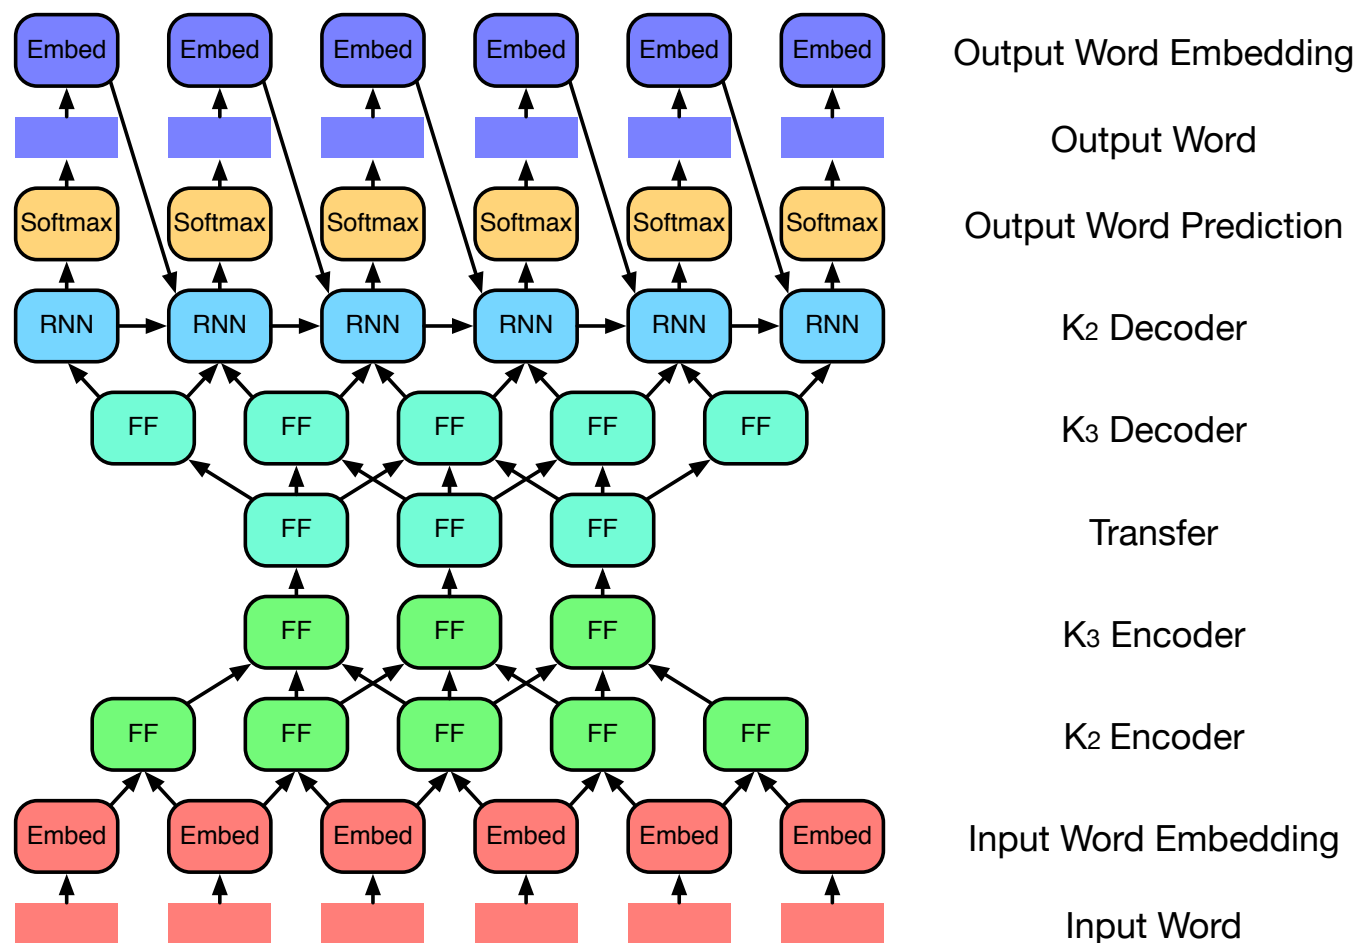 Embed Embed Embed Embed Embed Embed Output Word Embedding
Output Word
Softmax Softmax Softmax Softmax Softmax Softmax Output Word Prediction
RNN RNN RNN RNN RNN RNN K2 Decoder
FF FF FF FF FF K3 Decoder
FF FF FF Transfer
FF FF FF K3 Encoder
FF FF FF FF FF K2 Encoder
Embed Embed Embed Embed Embed Embed Input Word Embedding
Input Word